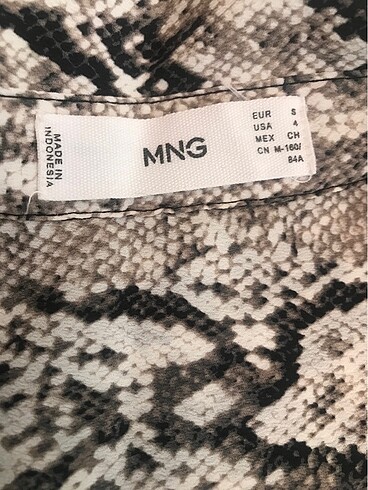 MADE IN
INDONESIA
MNG
EUR S
USA 4
MEX CH
CN M-160/
84A